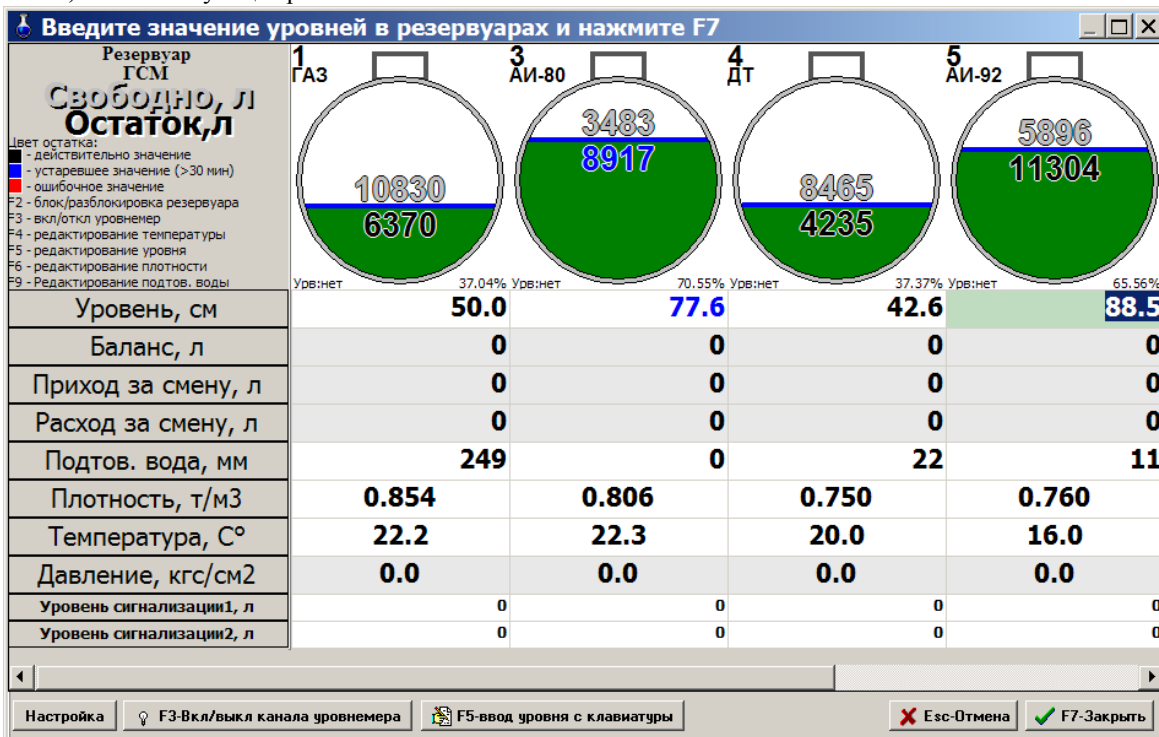 Введите значение уровней в резервуарах и нажмите F7
Резервуар
ГСМ
Свободно, л
Остаток,л
Цвет остатка:
- действительно значение
- устаревшее значение (>30 мин)
- ошибочное значение
F2 - блок/разблокировка резервуара
F3 - вкл/откл уровнемер
F4 - редактирование температуры
F5 - редактирование уровня
F6 - редактирование плотности
F9 - Редактирование подтов. воды
1 3 4 5
ГАЗ АИ-80 ДТ АИ-92
10830 3483 8465 5896
6370 8917 4235 11304
Урв:нет 37.04% Урв:нет 70.55% Урв:нет 37.37% Урв:нет 65.56%
Уровень, см 50.0 77.6 42.6 88.5
Баланс, л 0 0 0 0
Приход за смену, л 0 0 0 0
Расход за смену, л 0 0 0 0
Подтов. вода, мм 249 0 22 11
Плотность, т/м3 0.854 0.806 0.750 0.760
Температура, C° 22.2 22.3 20.0 16.0
Давление, кгс/см2 0.0 0.0 0.0 0.0
Уровень сигнализации1, л 0 0 0 0
Уровень сигнализации2, л 0 0 0 0
Настройка F3-Вкл/выкл канала уровнемера F5-ввод уровня с клавиатуры Esc-Отмена F7-Закрыть